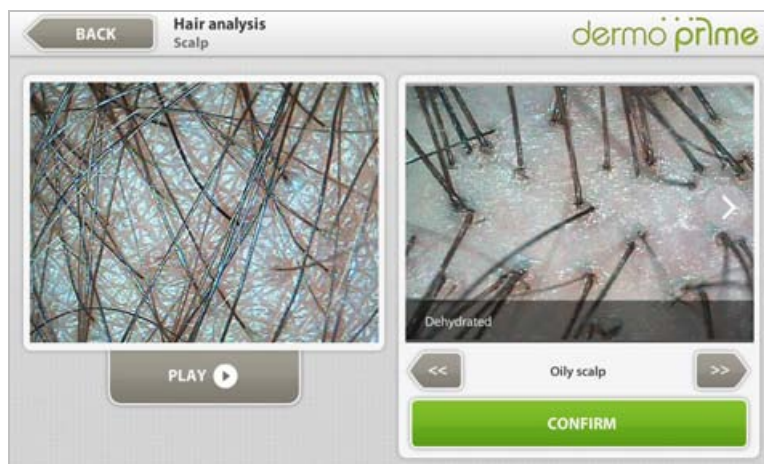 BACK
Hair analysis
Scalp
dermo prime
Dehydrated
PLAY
<< Oily scalp >>
CONFIRM